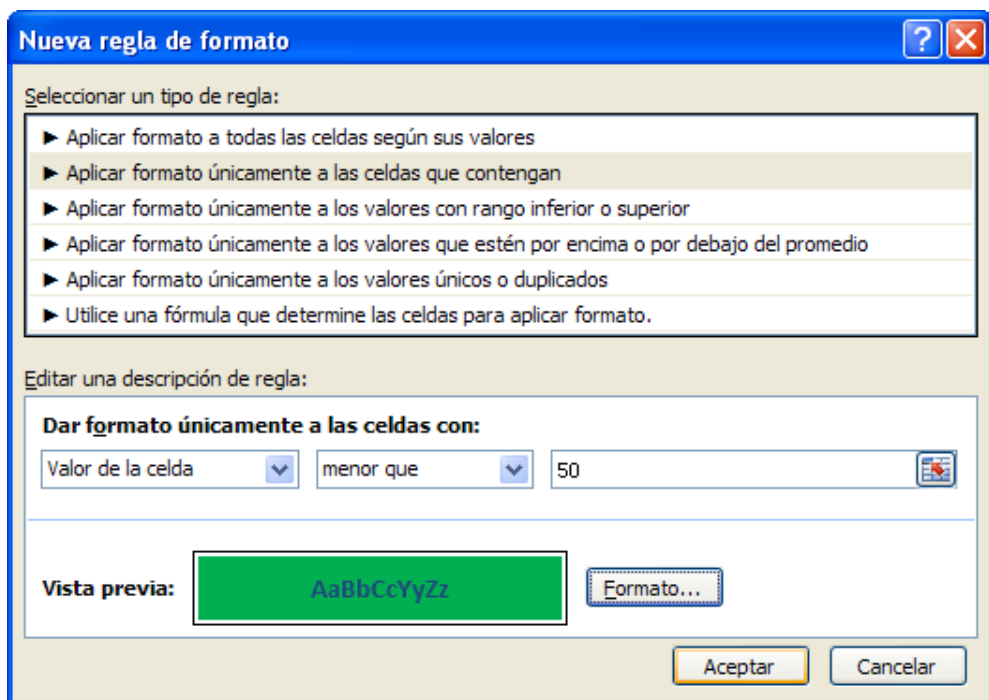 Nueva regla de formato
Seleccionar un tipo de regla:
► Aplicar formato a todas las celdas según sus valores
► Aplicar formato únicamente a las celdas que contengan
► Aplicar formato únicamente a los valores con rango inferior o superior
► Aplicar formato únicamente a los valores que estén por encima o por debajo del promedio
► Aplicar formato únicamente a los valores únicos o duplicados
► Utilice una fórmula que determine las celdas para aplicar formato.
Editar una descripción de regla:
Dar formato únicamente a las celdas con:
Valor de la celda menor que 50
Vista previa: AaBbCcYyZz Formato...
Aceptar Cancelar